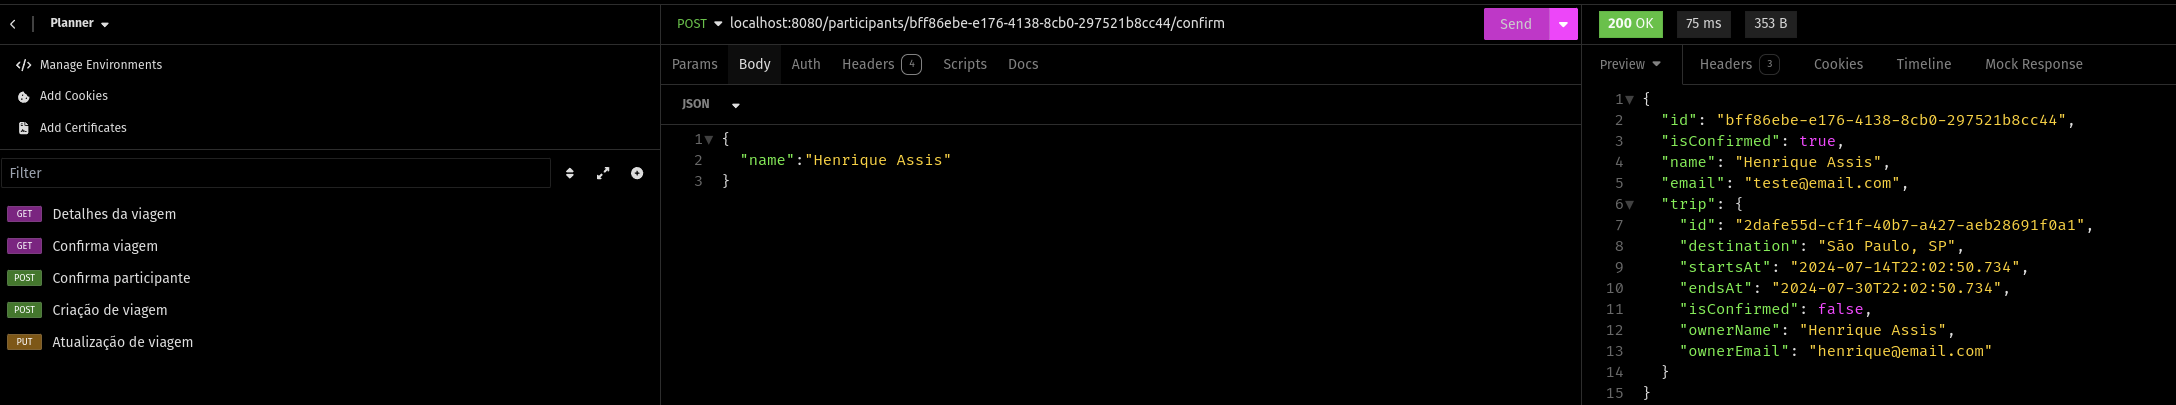 Planner
Manage Environments
Add Cookies
Add Certificates
Filter
GET Detalhes da viagem
GET Confirma viagem
POST Confirma participante
POST Criação de viagem
PUT Atualização de viagem
POST localhost:8080/participants/bff86ebe-e176-4138-8cb0-297521b8cc44/confirm Send
Params Body Auth Headers 4 Scripts Docs
JSON
1 {
2 "name":"Henrique Assis"
3 }
200 OK 75 ms 353 B
Preview Headers 3 Cookies Timeline Mock Response
1 {
2 "id": "bff86ebe-e176-4138-8cb0-297521b8cc44",
3 "isConfirmed": true,
4 "name": "Henrique Assis",
5 "email": "teste@email.com",
6 "trip": {
7 "id": "2dafe55d-cf1f-40b7-a427-aeb28691f0a1",
8 "destination": "São Paulo, SP",
9 "startsAt": "2024-07-14T22:02:50.734",
10 "endsAt": "2024-07-30T22:02:50.734",
11 "isConfirmed": false,
12 "ownerName": "Henrique Assis",
13 "ownerEmail": "henrique@email.com"
14 }
15 }